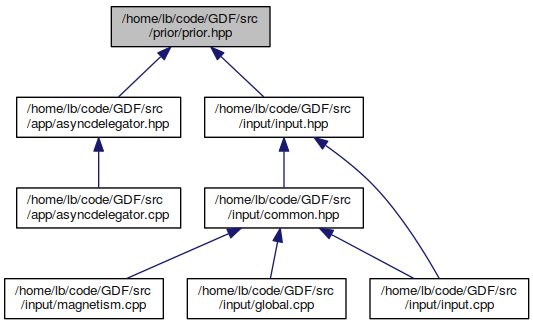 /home/lb/code/GDF/src
/prior/prior.hpp
/home/lb/code/GDF/src
/app/asyncdelegator.hpp
/home/lb/code/GDF/src
/input/input.hpp
/home/lb/code/GDF/src
/app/asyncdelegator.cpp
/home/lb/code/GDF/src
/input/common.hpp
/home/lb/code/GDF/src
/input/magnetism.cpp
/home/lb/code/GDF/src
/input/global.cpp
/home/lb/code/GDF/src
/input/input.cpp